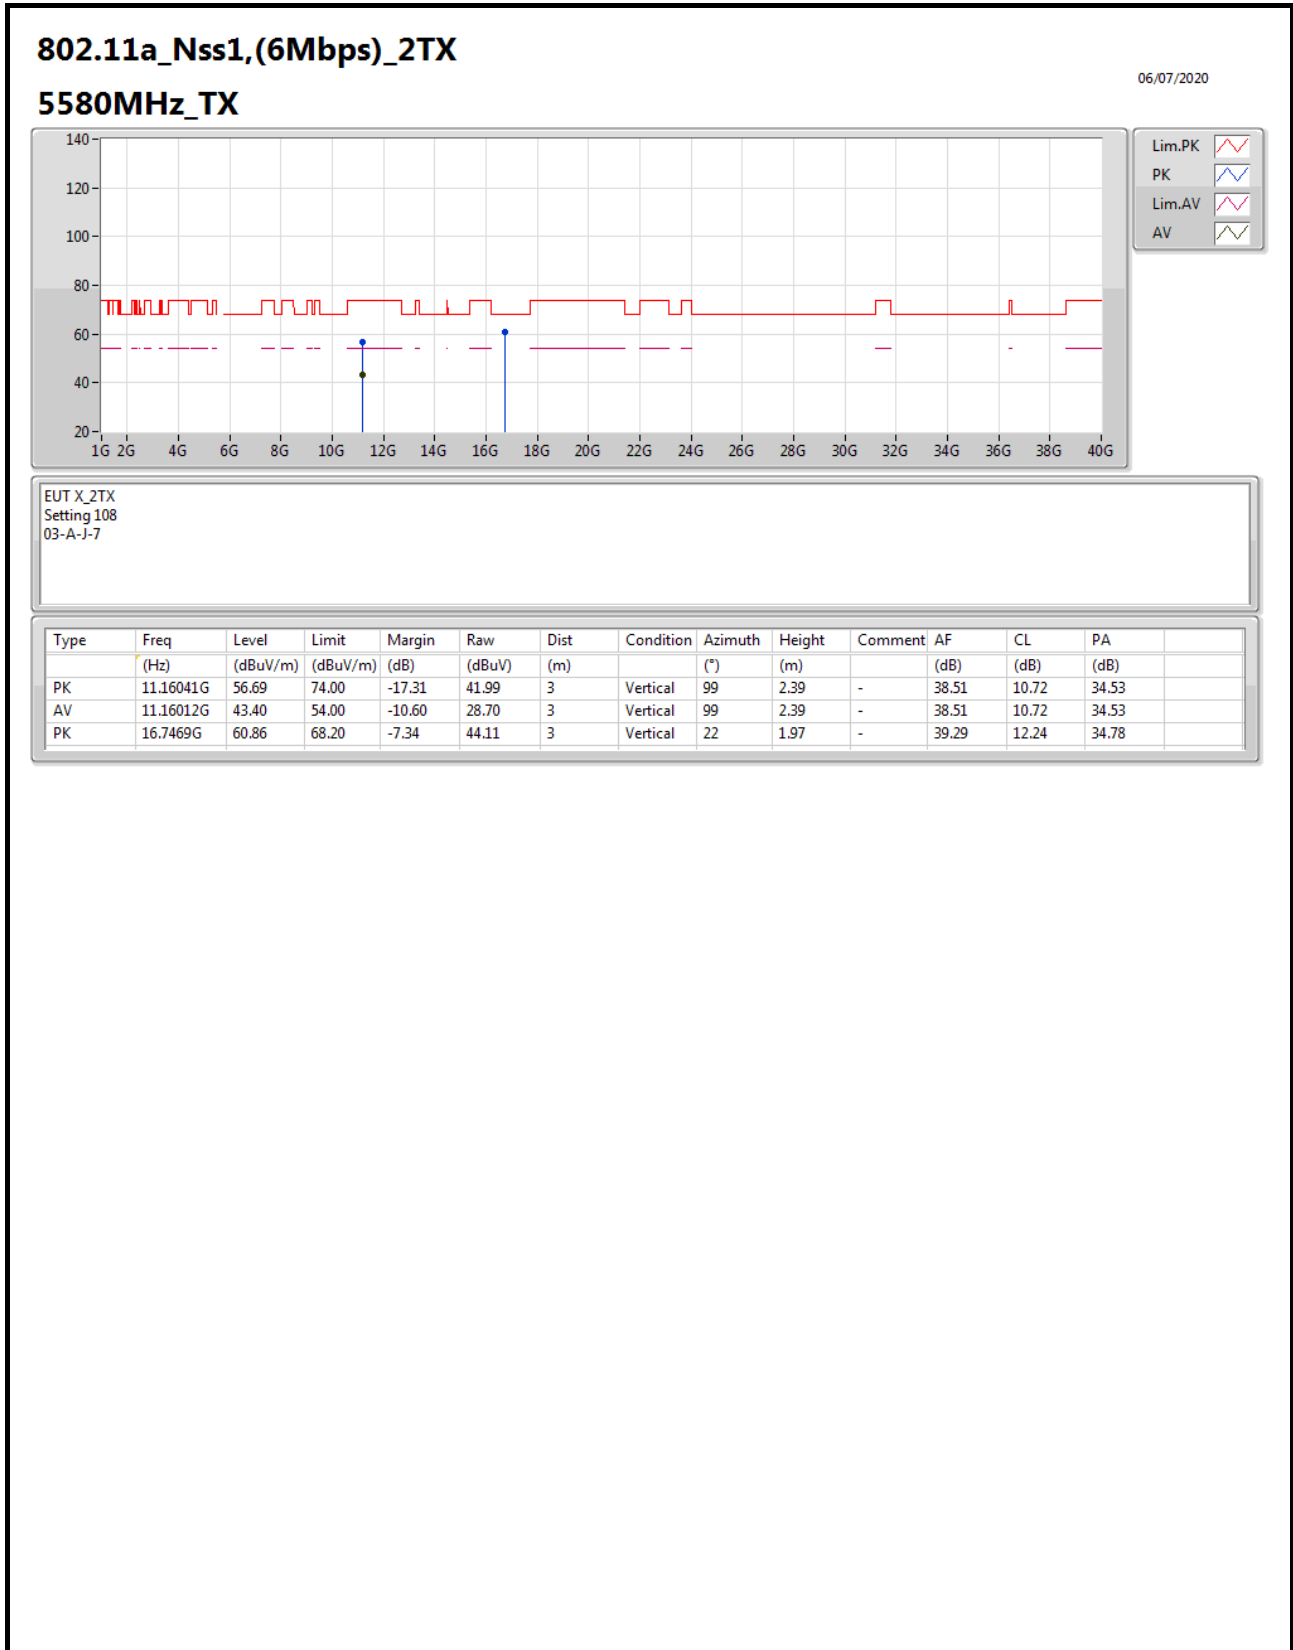 802.11a_Nss1,(6Mbps)_2TX
06/07/2020
5580MHz_TX
140
120
100
80
60
40
20
1G 2G 4G 6G 8G 10G 12G 14G 16G 18G 20G 22G 24G 26G 28G 30G 32G 34G 36G 38G 40G
Lim.PK
PK
Lim.AV
AV
EUT X_2TX
Setting 108
03-A-J-7
Type Freq Level Limit Margin Raw Dist Condition Azimuth Height Comment AF CL PA
(Hz) (dBuV/m) (dBuV/m) (dB) (dBuV) (m) (°) (m) (dB) (dB) (dB)
PK 11.16041G 56.69 74.00 -17.31 41.99 3 Vertical 99 2.39 - 38.51 10.72 34.53
AV 11.16012G 43.40 54.00 -10.60 28.70 3 Vertical 99 2.39 - 38.51 10.72 34.53
PK 16.7469G 60.86 68.20 -7.34 44.11 3 Vertical 22 1.97 - 39.29 12.24 34.78